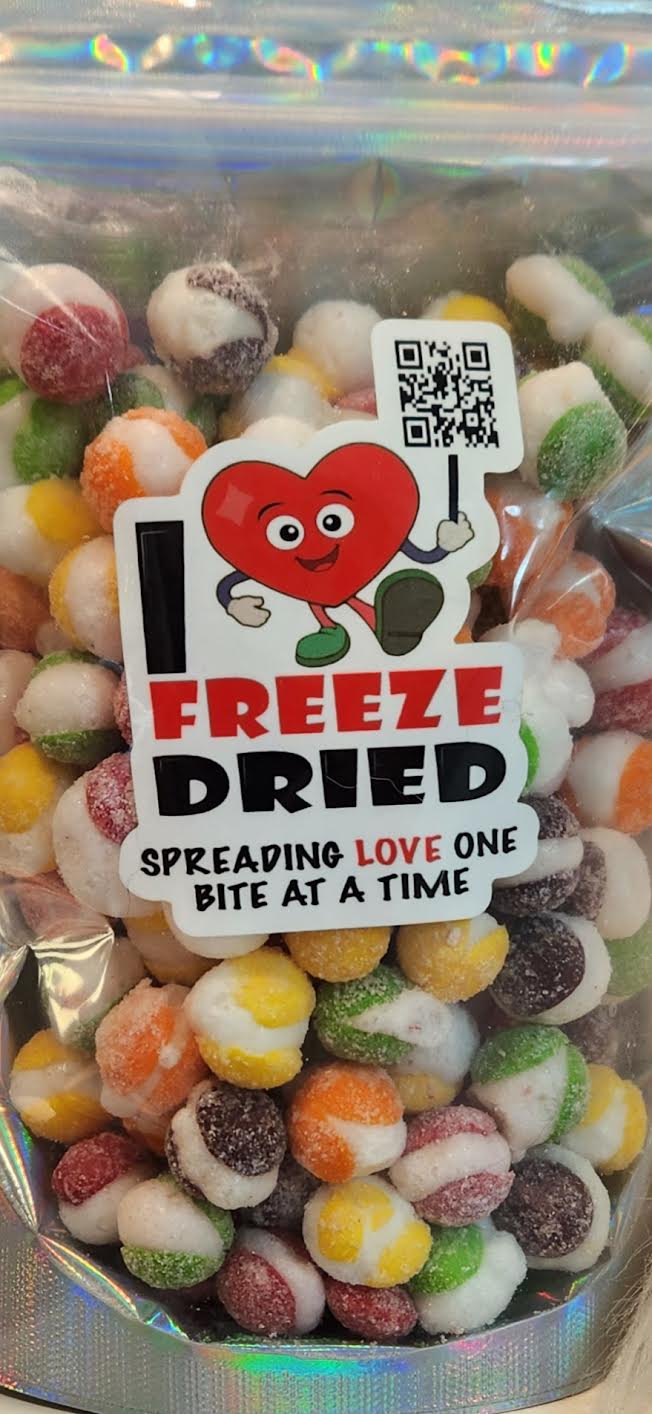 I
FREEZE
DRIED
SPREADING LOVE ONE
BITE AT A TIME